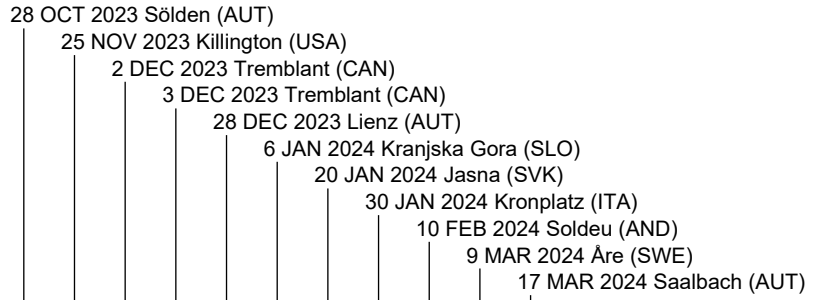 28 OCT 2023 Sölden (AUT)
25 NOV 2023 Killington (USA)
2 DEC 2023 Tremblant (CAN)
3 DEC 2023 Tremblant (CAN)
28 DEC 2023 Lienz (AUT)
6 JAN 2024 Kranjska Gora (SLO)
20 JAN 2024 Jasna (SVK)
30 JAN 2024 Kronplatz (ITA)
10 FEB 2024 Soldeu (AND)
9 MAR 2024 Åre (SWE)
17 MAR 2024 Saalbach (AUT)